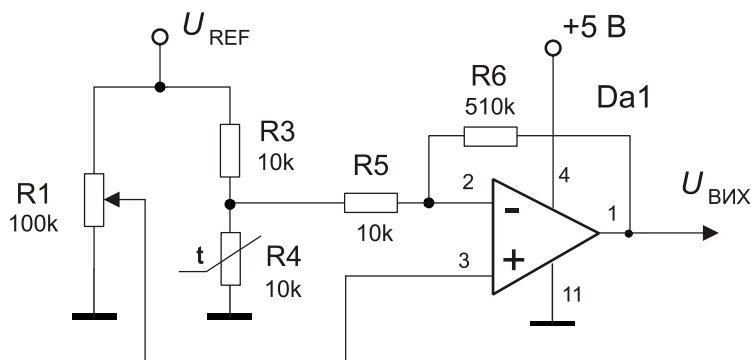 U REF
+5 В
R6
510k
Da1
R3
10k
R5
10k
R1
100k
2
4
1
U ВИХ
-
t
R4
10k
3
+
11